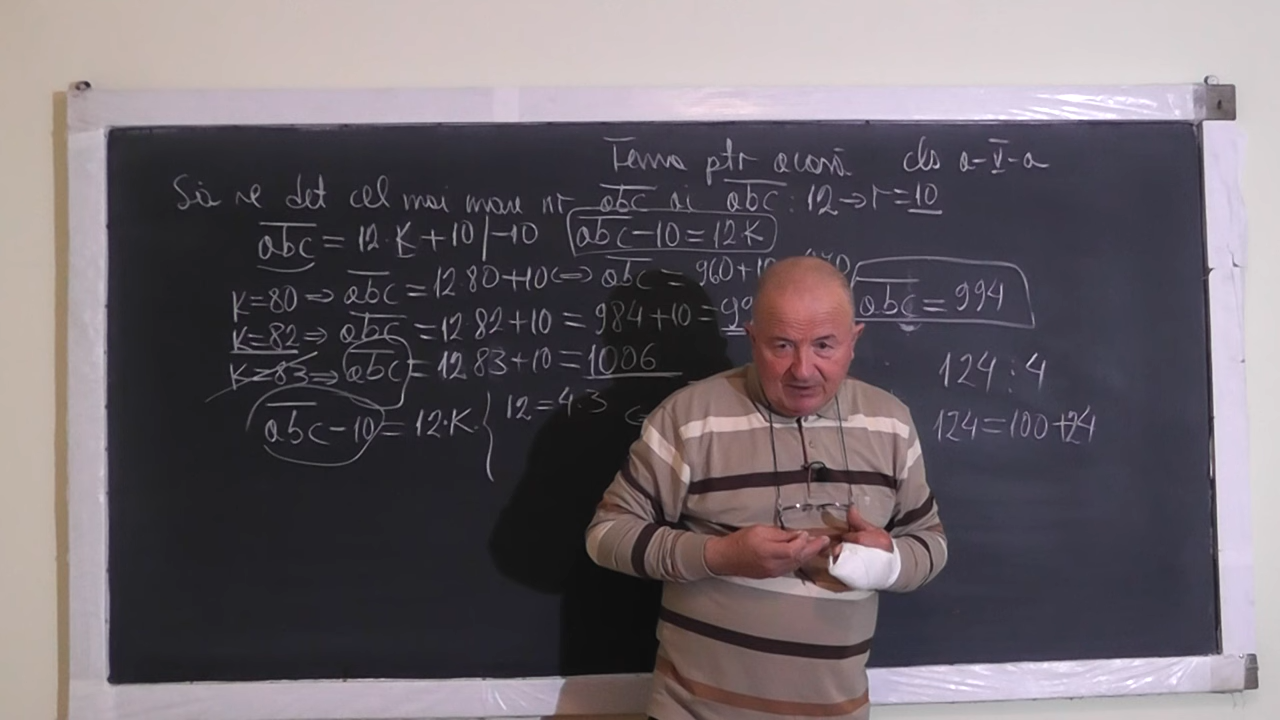 Tema ptr acasă cls a-V-a
Să se det cel mai mare nr abc ai abc : 12 → r = 10
abc = 12·K + 10 | -10 abc - 10 = 12·K
K=80 ⇒ abc = 12·80+10 ⇔ abc = 960+10
K=82 ⇒ abc = 12·82+10 = 984+10 =
abc = 994
K=83 ⇒ abc = 12·83+10 = 1006
abc - 10 = 12·K { 12 = 4·3
124 : 4
124 = 100 + 24